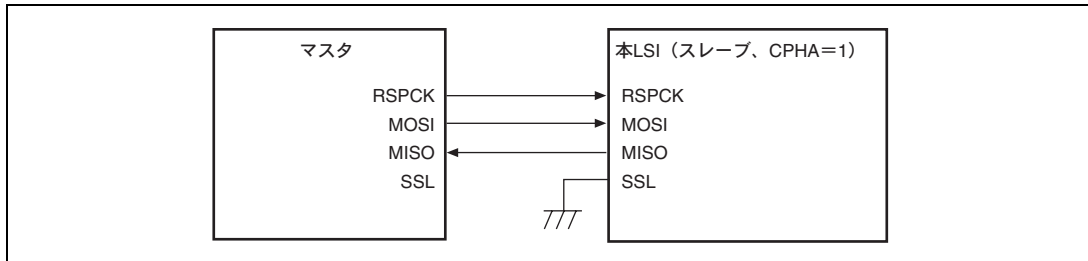 マスタ
RSPCK
MOSI
MISO
SSL
本LSI（スレーブ、CPHA＝1）
RSPCK
MOSI
MISO
SSL